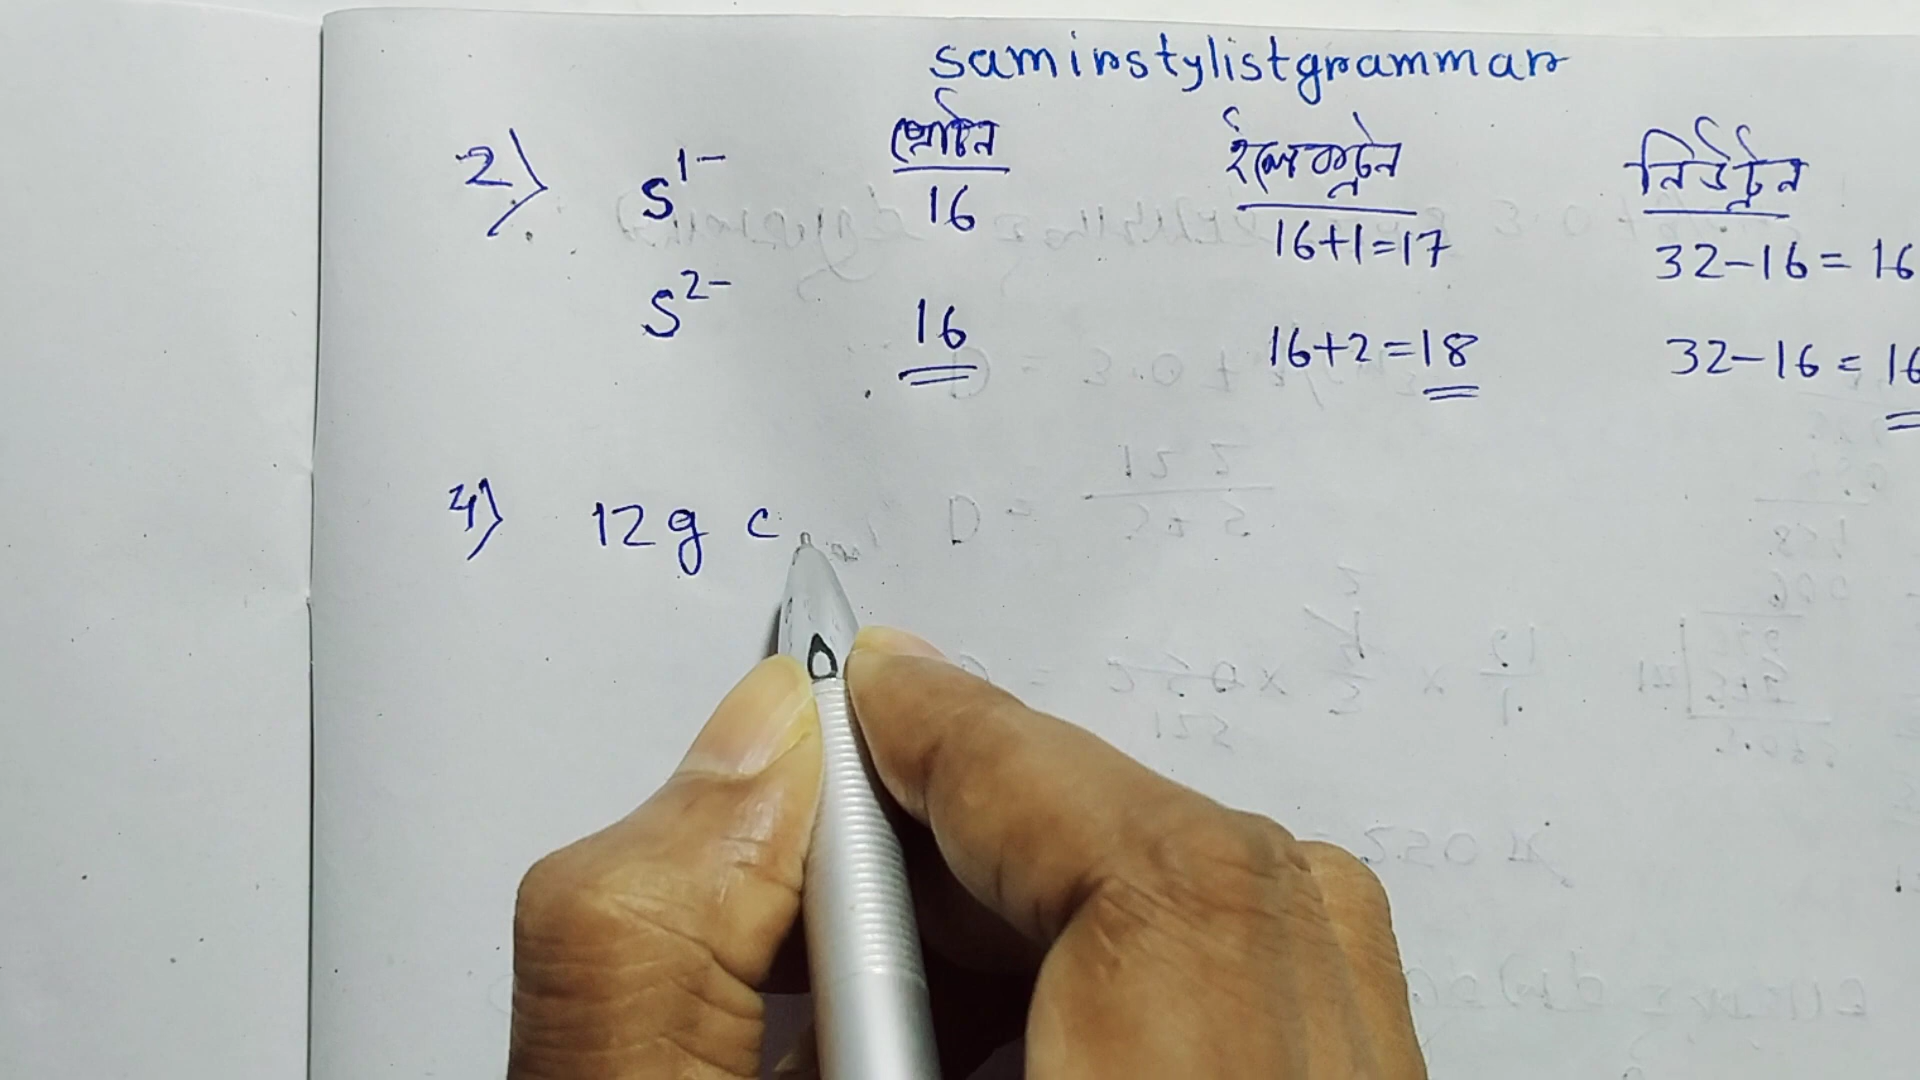 saminstylistgrammar
প্রোটন ইলেকট্রন নিউট্রন
2) S¹⁻ 16 16+1=17 32-16=16
S²⁻ 16 16+2=18 32-16=16
4) 12g c